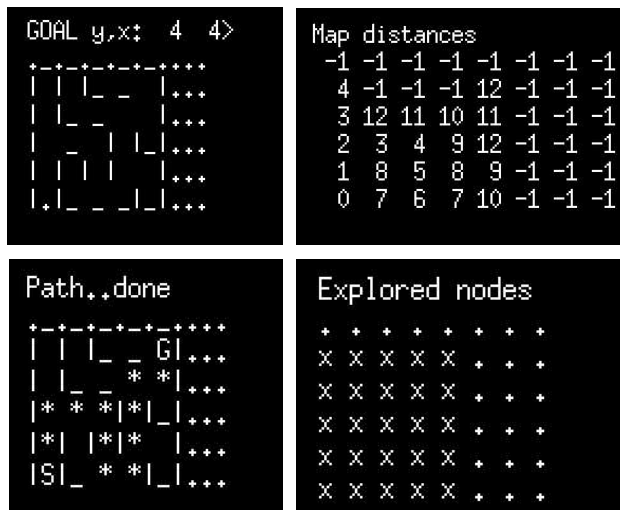 GOAL y,x:  4  4>
+_+_+_+_+_++++
| | |_ _  |+++
| |_ _    |+++
|  _  | |_|+++
| | | |   |+++
|+|_ _ _|_|+++
Map distances
-1 -1 -1 -1 -1 -1 -1 -1
4 -1 -1 -1 12 -1 -1 -1
3 12 11 10 11 -1 -1 -1
2 3 4 9 12 -1 -1 -1
1 8 5 8 9 -1 -1 -1
0 7 6 7 10 -1 -1 -1
Path..done
+_+_+_+_+_++++
| | |_ _ G|+++
| |_ _ * *|+++
|* * *|*|_|+++
|*| |*|*  |+++
|S|_ * *|_|+++
Explored nodes
+ + + + + + + +
X X X X X + + +
X X X X X + + +
X X X X X + + +
X X X X X + + +
X X X X X + + +